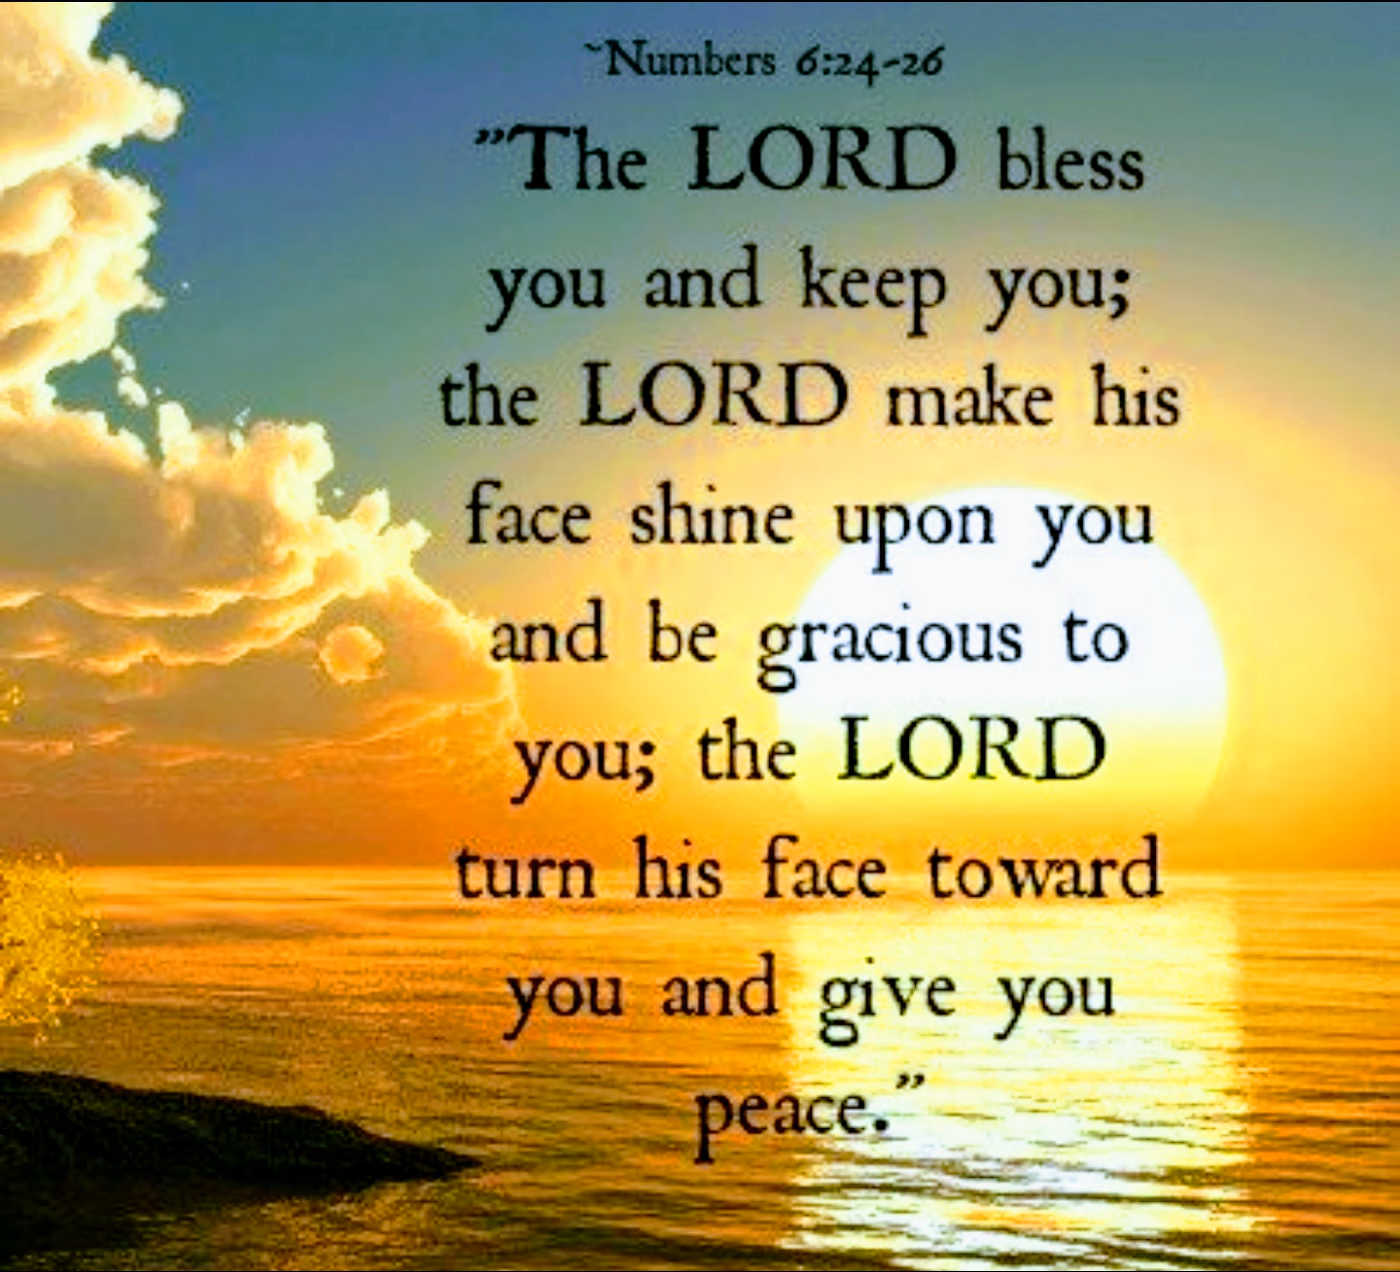 ~Numbers 6:24-26
"The LORD bless
you and keep you;
the LORD make his
face shine upon you
and be gracious to
you; the LORD
turn his face toward
you and give you
peace."